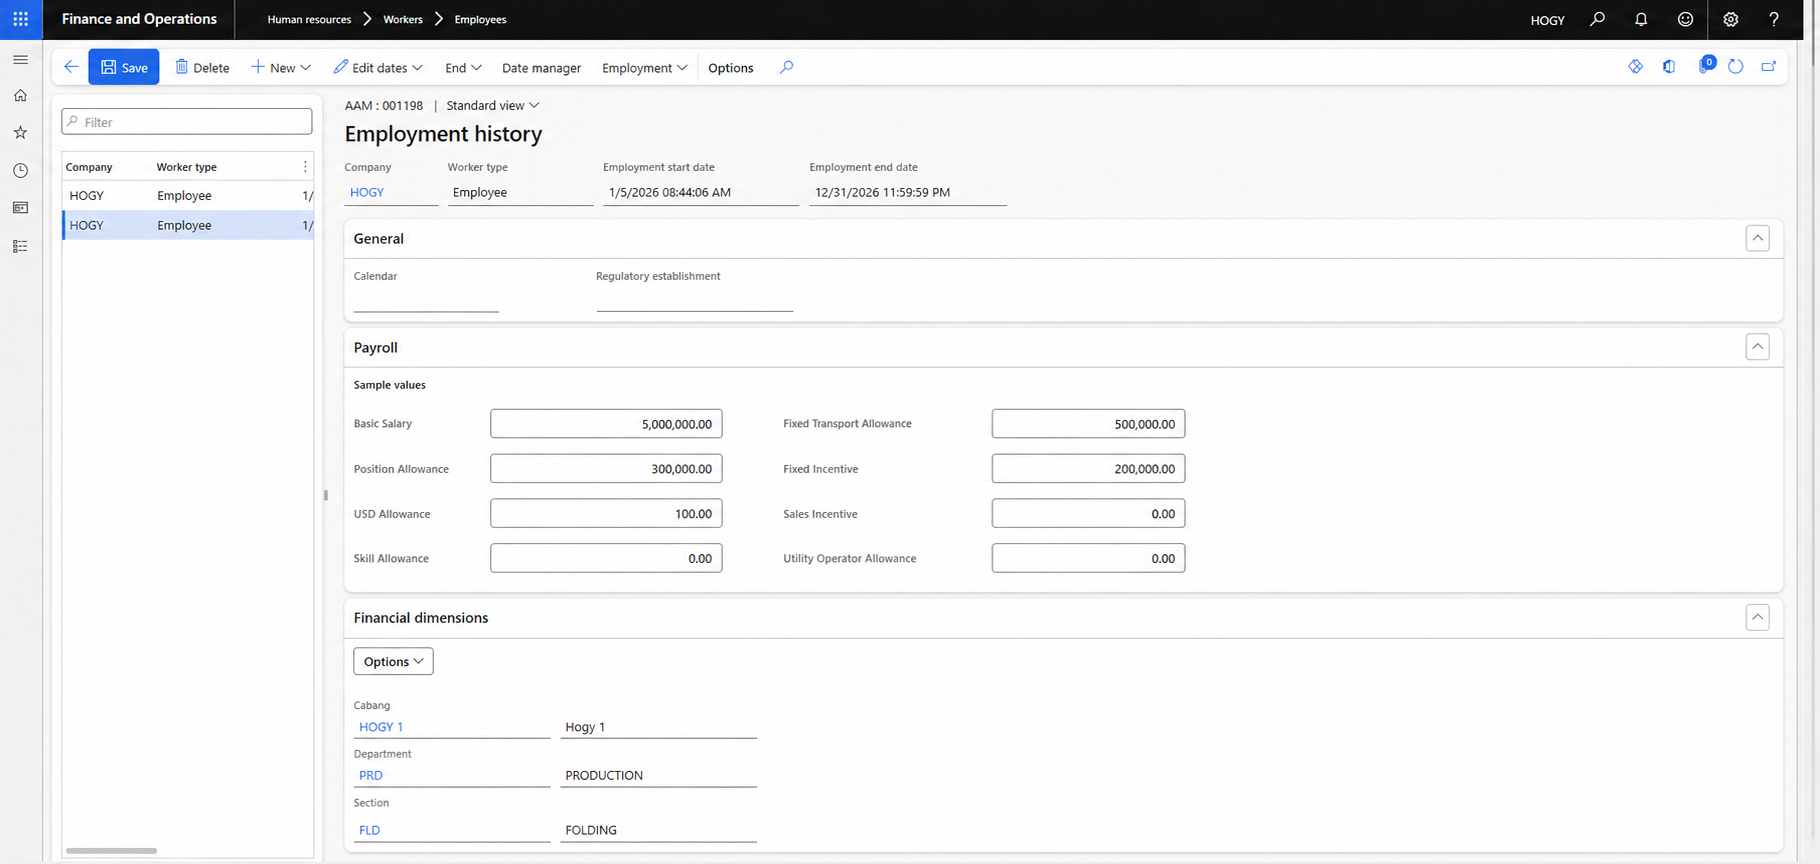 Finance and Operations
Human resources > Workers > Employees
HOGY
?
Save
Delete
New
Edit dates
End
Date manager
Employment
Options
0
Filter
Company Worker type
HOGY Employee 1/
HOGY Employee 1/
AAM : 001198 | Standard view
Employment history
Company Worker type Employment start date Employment end date
HOGY Employee 1/5/2026 08:44:06 AM 12/31/2026 11:59:59 PM
General
Calendar Regulatory establishment
Payroll
Sample values
Basic Salary 5,000,000.00 Fixed Transport Allowance 500,000.00
Position Allowance 300,000.00 Fixed Incentive 200,000.00
USD Allowance 100.00 Sales Incentive 0.00
Skill Allowance 0.00 Utility Operator Allowance 0.00
Financial dimensions
Options
Cabang
HOGY 1 Hogy 1
Department
PRD PRODUCTION
Section
FLD FOLDING